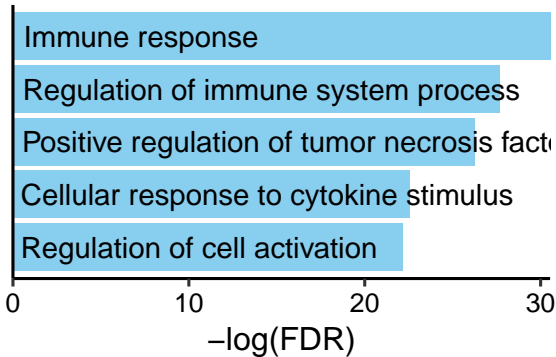 Immune response
Regulation of immune system process
Positive regulation of tumor necrosis facto
Cellular response to cytokine stimulus
Regulation of cell activation
0 10 20 30
−log(FDR)